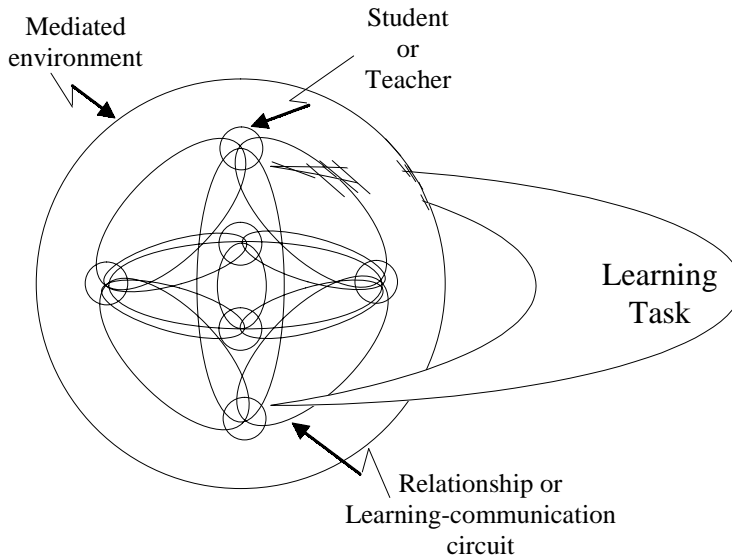 Mediated
environment
Student
or
Teacher
Learning
Task
Relationship or
Learning-communication
circuit